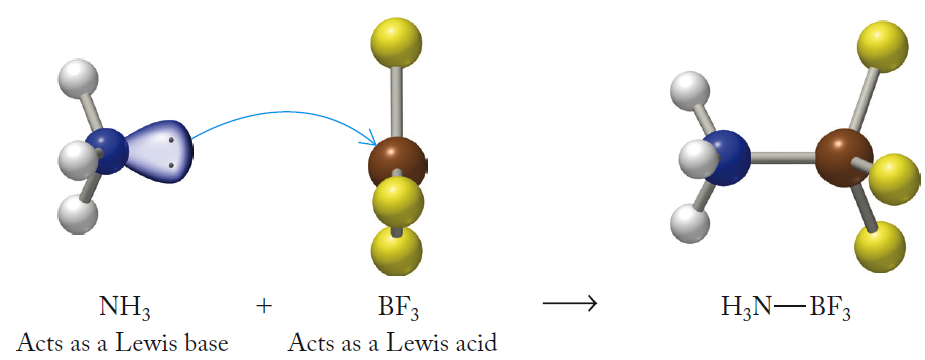 NH₃ + BF₃ ⟶ H₃N—BF₃
Acts as a Lewis base Acts as a Lewis acid